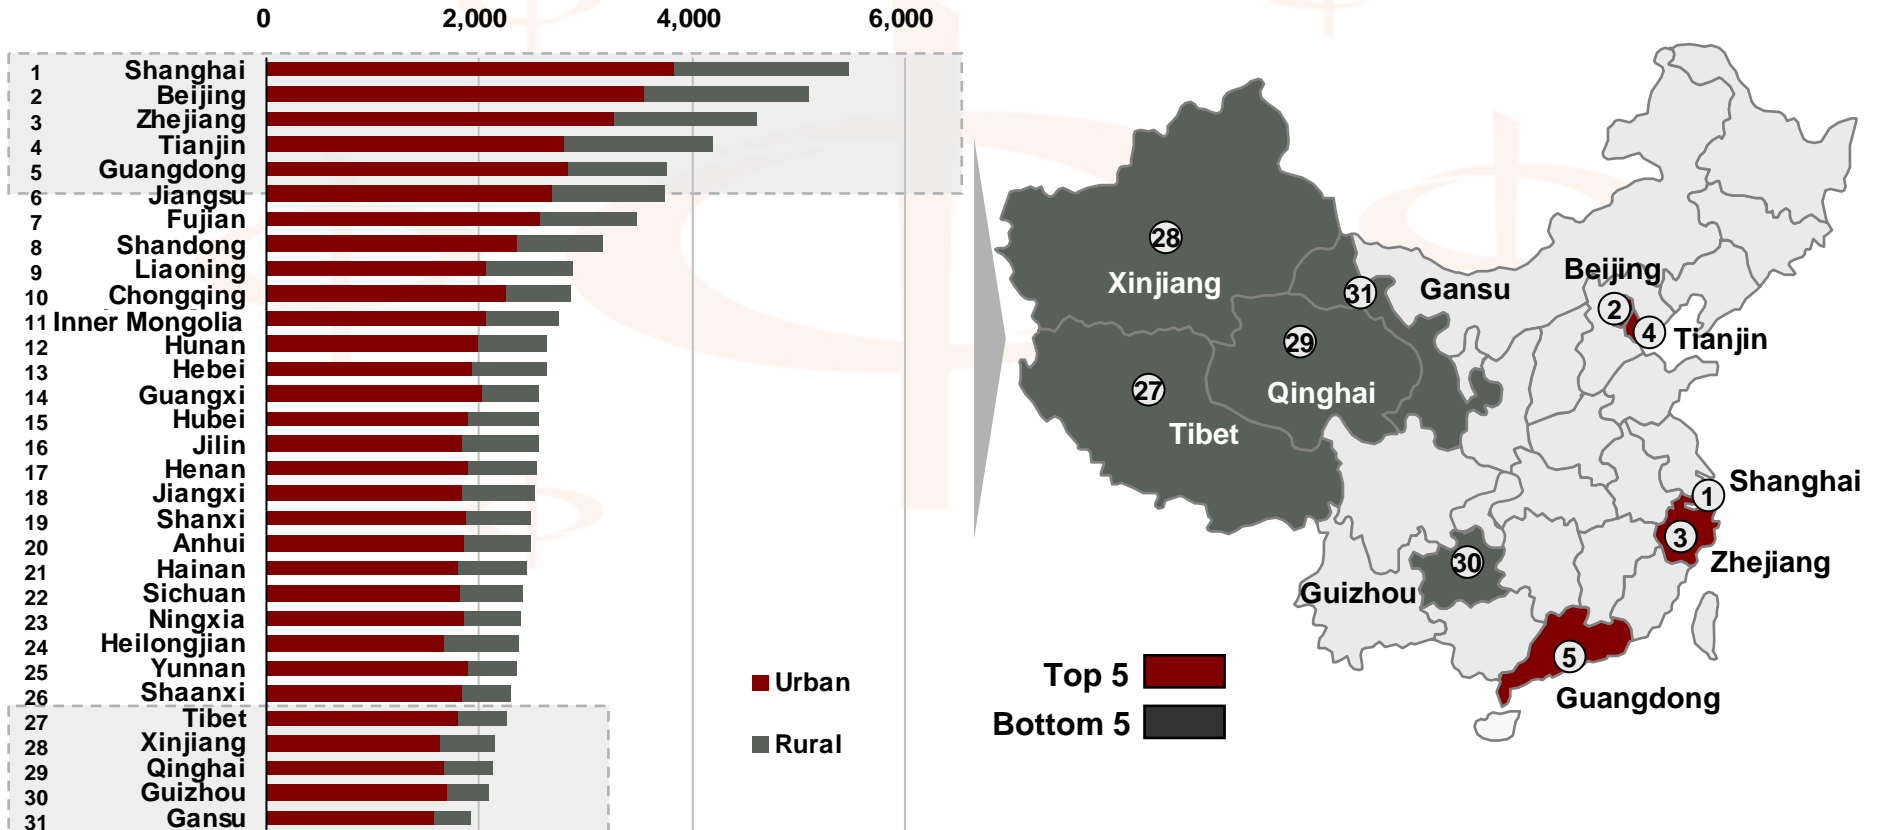 0 2,000 4,000 6,000
1 Shanghai
2 Beijing
3 Zhejiang
4 Tianjin
5 Guangdong
6 Jiangsu
7 Fujian
8 Shandong
9 Liaoning
10 Chongqing
11 Inner Mongolia
12 Hunan
13 Hebei
14 Guangxi
15 Hubei
16 Jilin
17 Henan
18 Jiangxi
19 Shanxi
20 Anhui
21 Hainan
22 Sichuan
23 Ningxia
24 Heilongjian
25 Yunnan
26 Shaanxi
27 Tibet
28 Xinjiang
29 Qinghai
30 Guizhou
31 Gansu
Urban
Rural
28
Xinjiang
31
Gansu
Beijing
2
4
Tianjin
29
Qinghai
27
Tibet
1
Shanghai
3
Zhejiang
30
Guizhou
5
Guangdong
Top 5
Bottom 5